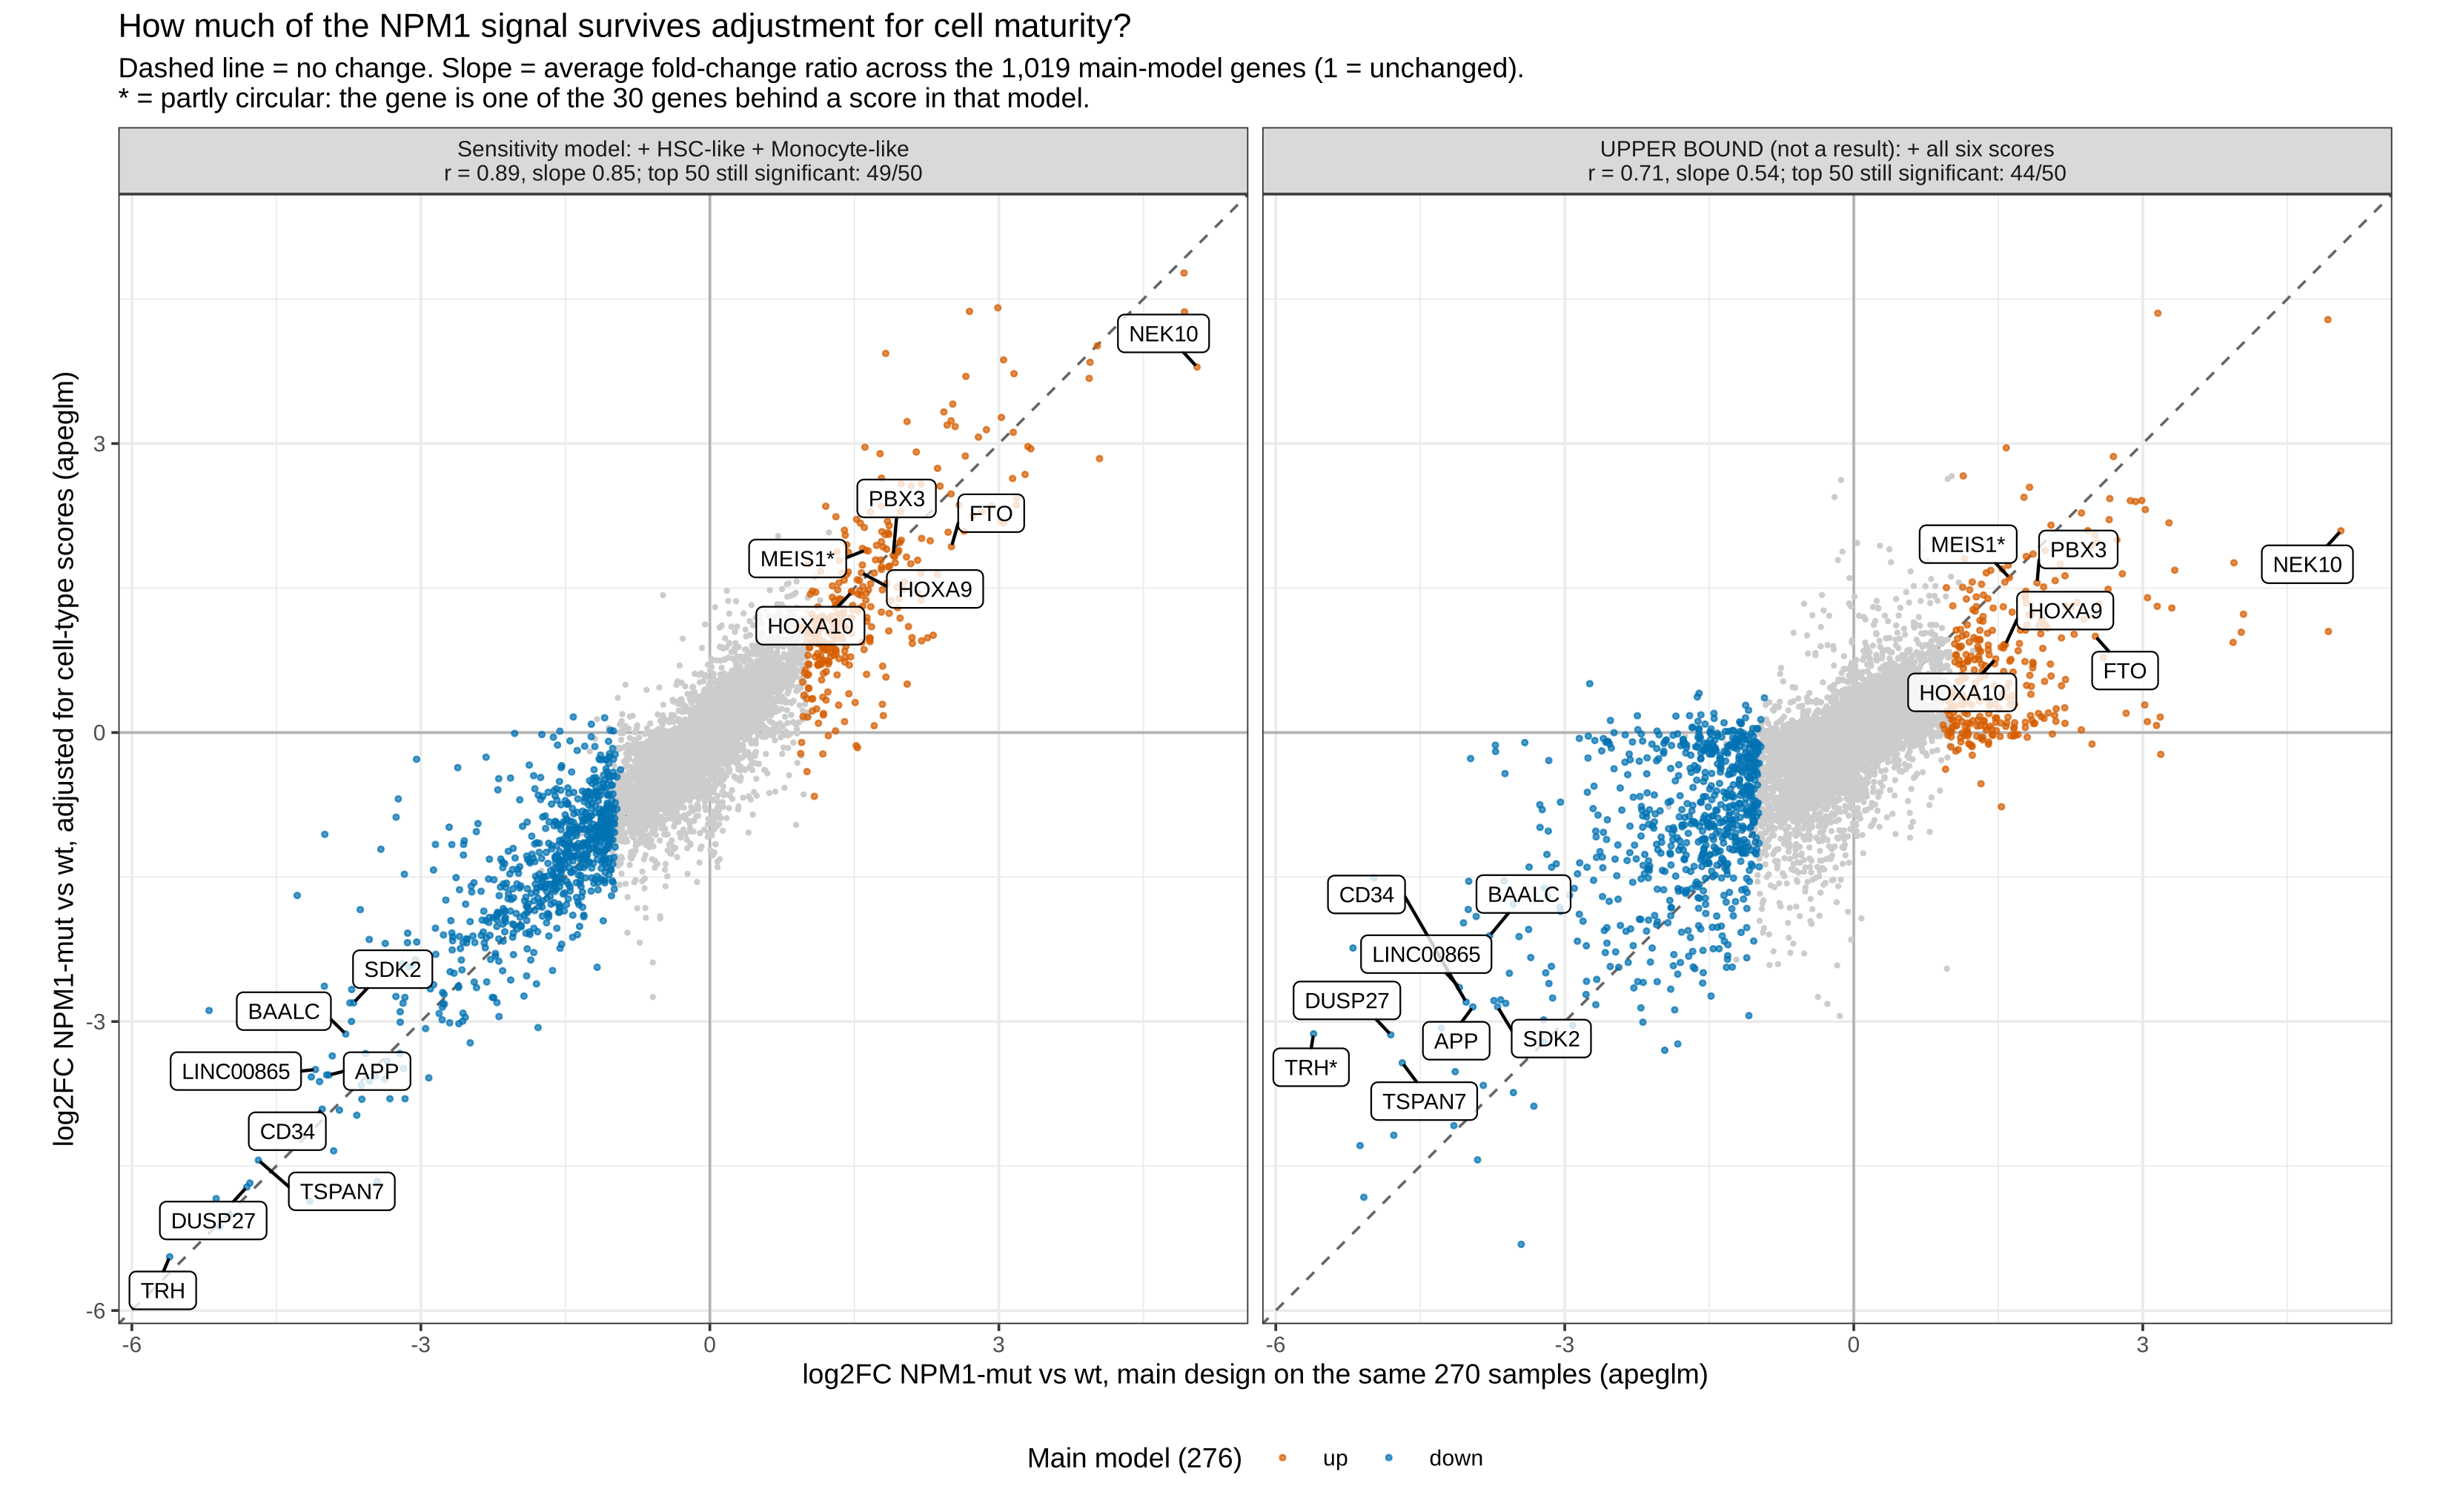 How much of the NPM1 signal survives adjustment for cell maturity?
Dashed line = no change. Slope = average fold-change ratio across the 1,019 main-model genes (1 = unchanged).
* = partly circular: the gene is one of the 30 genes behind a score in that model.
Sensitivity model: + HSC-like + Monocyte-like
r = 0.89, slope 0.85; top 50 still significant: 49/50
UPPER BOUND (not a result): + all six scores
r = 0.71, slope 0.54; top 50 still significant: 44/50
log2FC NPM1-mut vs wt, adjusted for cell-type scores (apeglm)
3
0
-3
-6
NEK10
PBX3
FTO
MEIS1*
HOXA9
HOXA10
SDK2
BAALC
LINC00865
APP
CD34
TSPAN7
DUSP27
TRH
MEIS1*
PBX3
NEK10
HOXA9
FTO
HOXA10
CD34
BAALC
LINC00865
DUSP27
APP
SDK2
TRH*
TSPAN7
-6
-3
0
3
-6
-3
0
3
log2FC NPM1-mut vs wt, main design on the same 270 samples (apeglm)
Main model (276)
up
down